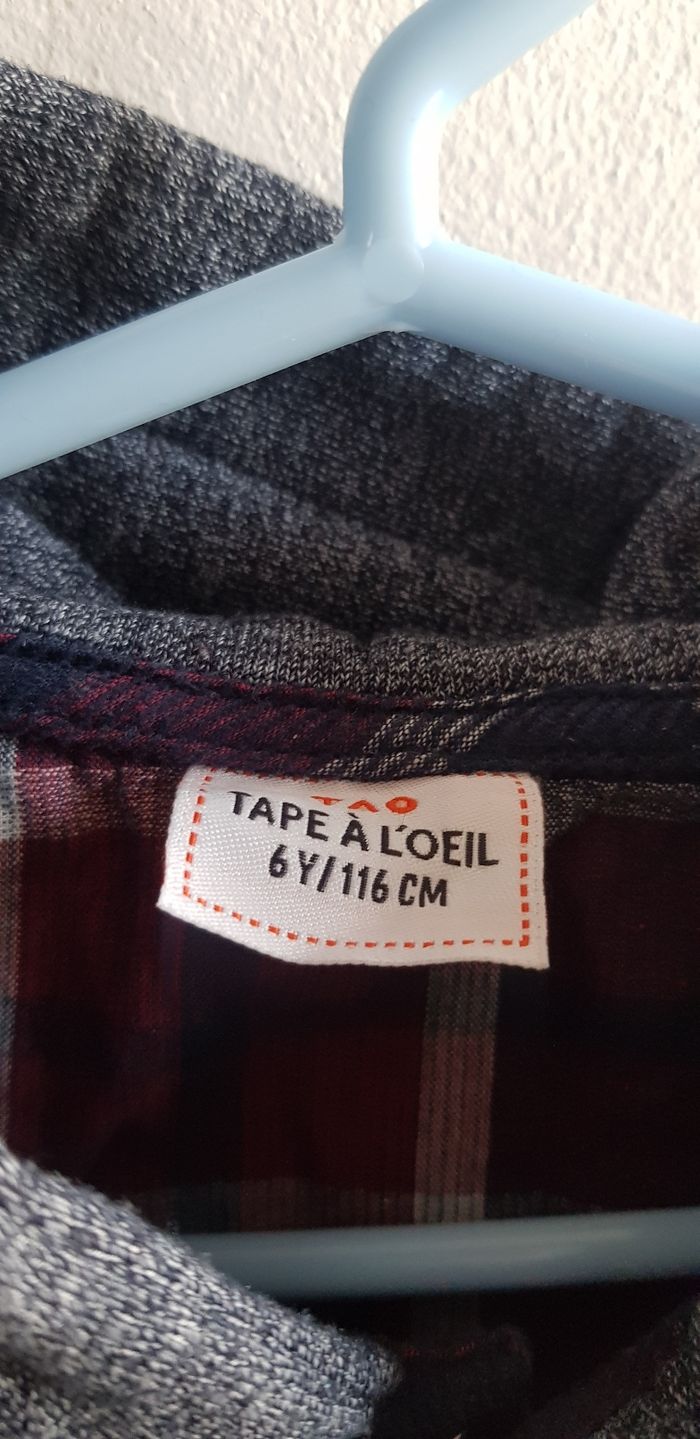 TAO
TAPE À L'OEIL
6 Y/116 CM